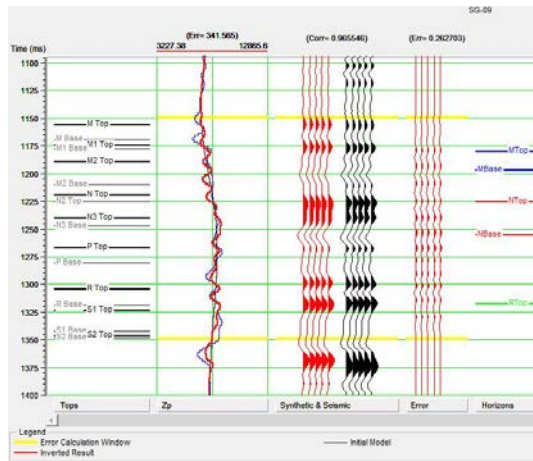 SG-09
(Err= 341.565) (Corr= 0.965546) (Err= 0.262703)
Time (ms) 3227.38 12865.6
1100
1125
1150
1175
1200
1225
1250
1275
1300
1325
1350
1375
1400
M Top
M Base
M1 Top
M1 Base
M2 Top
M2 Base
N Top
N2 Top
N3 Top
N3 Base
P Top
P Base
R Top
R Base
S1 Top
S1 Base
S2 Top
S2 Base
MTop
MBase
NTop
NBase
RTop
Tops Zp Synthetic & Seismic Error Horizons
Legend
Error Calculation Window Initial Model
Inverted Result